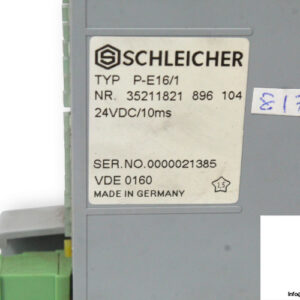 SCHLEICHER
TYP P-E16/1
NR. 35211821 896 104
24VDC/10ms
SER.NO.0000021385
VDE 0160
MADE IN GERMANY